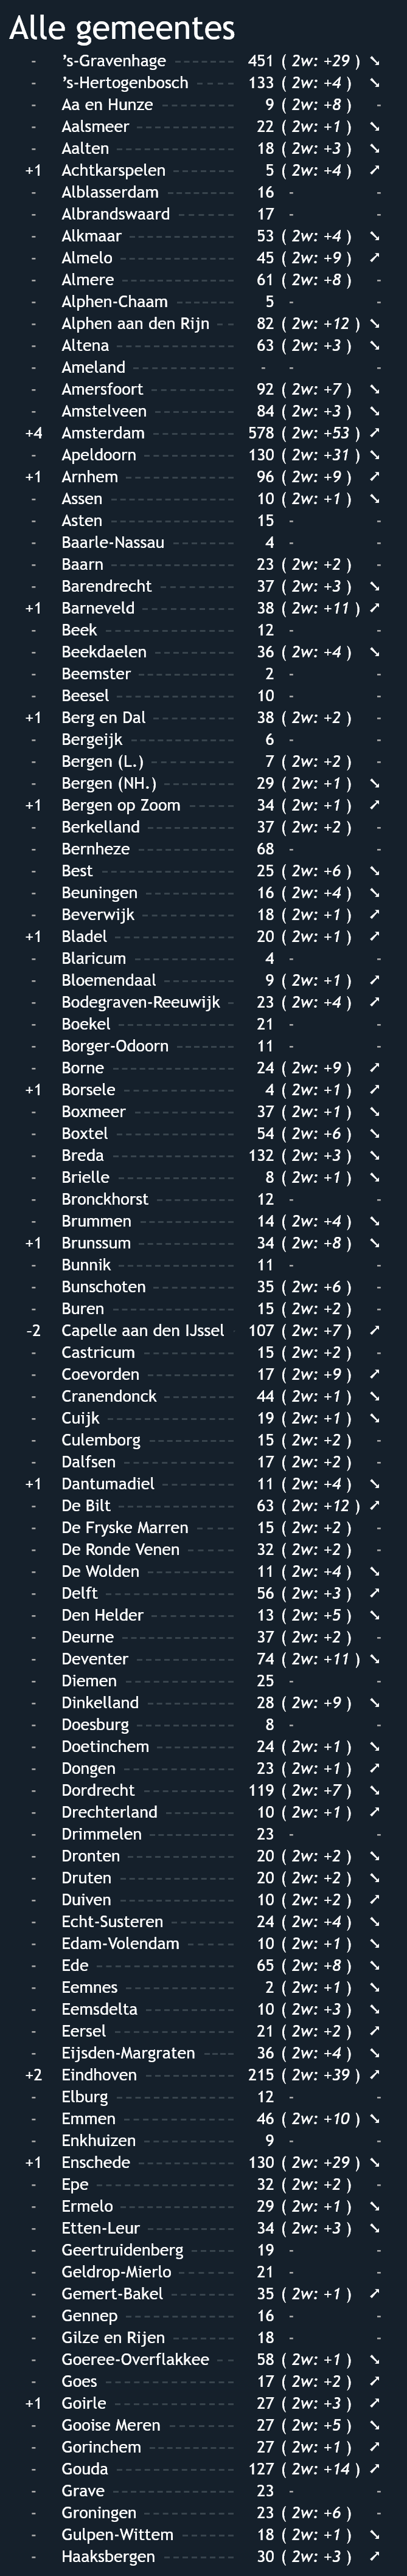 Alle gemeentes
- 's-Gravenhage 451 ( 2w: +29 ) ➘
- 's-Hertogenbosch 133 ( 2w: +4 ) ➘
- Aa en Hunze 9 ( 2w: +8 ) -
- Aalsmeer 22 ( 2w: +1 ) ➘
- Aalten 18 ( 2w: +3 ) ➘
+1 Achtkarspelen 5 ( 2w: +4 ) ➚
- Alblasserdam 16 - -
- Albrandswaard 17 - -
- Alkmaar 53 ( 2w: +4 ) ➘
- Almelo 45 ( 2w: +9 ) ➚
- Almere 61 ( 2w: +8 ) -
- Alphen-Chaam 5 - -
- Alphen aan den Rijn 82 ( 2w: +12 ) ➘
- Altena 63 ( 2w: +3 ) ➘
- Ameland - - -
- Amersfoort 92 ( 2w: +7 ) ➘
- Amstelveen 84 ( 2w: +3 ) ➘
+4 Amsterdam 578 ( 2w: +53 ) ➚
- Apeldoorn 130 ( 2w: +31 ) ➘
+1 Arnhem 96 ( 2w: +9 ) ➚
- Assen 10 ( 2w: +1 ) ➘
- Asten 15 - -
- Baarle-Nassau 4 - -
- Baarn 23 ( 2w: +2 ) -
- Barendrecht 37 ( 2w: +3 ) ➘
+1 Barneveld 38 ( 2w: +11 ) ➚
- Beek 12 - -
- Beekdaelen 36 ( 2w: +4 ) ➘
- Beemster 2 - -
- Beesel 10 - -
+1 Berg en Dal 38 ( 2w: +2 ) -
- Bergeijk 6 - -
- Bergen (L.) 7 ( 2w: +2 ) -
- Bergen (NH.) 29 ( 2w: +1 ) ➘
+1 Bergen op Zoom 34 ( 2w: +1 ) ➚
- Berkelland 37 ( 2w: +2 ) -
- Bernheze 68 - -
- Best 25 ( 2w: +6 ) ➘
- Beuningen 16 ( 2w: +4 ) ➘
- Beverwijk 18 ( 2w: +1 ) ➚
+1 Bladel 20 ( 2w: +1 ) ➚
- Blaricum 4 - -
- Bloemendaal 9 ( 2w: +1 ) ➚
- Bodegraven-Reeuwijk 23 ( 2w: +4 ) ➚
- Boekel 21 - -
- Borger-Odoorn 11 - -
- Borne 24 ( 2w: +9 ) ➚
+1 Borsele 4 ( 2w: +1 ) ➚
- Boxmeer 37 ( 2w: +1 ) ➘
- Boxtel 54 ( 2w: +6 ) ➘
- Breda 132 ( 2w: +3 ) ➘
- Brielle 8 ( 2w: +1 ) ➘
- Bronckhorst 12 - -
- Brummen 14 ( 2w: +4 ) ➘
+1 Brunssum 34 ( 2w: +8 ) ➘
- Bunnik 11 - -
- Bunschoten 35 ( 2w: +6 ) -
- Buren 15 ( 2w: +2 ) -
-2 Capelle aan den IJssel 107 ( 2w: +7 ) ➚
- Castricum 15 ( 2w: +2 ) -
- Coevorden 17 ( 2w: +9 ) ➚
- Cranendonck 44 ( 2w: +1 ) ➘
- Cuijk 19 ( 2w: +1 ) ➘
- Culemborg 15 ( 2w: +2 ) -
- Dalfsen 17 ( 2w: +2 ) -
+1 Dantumadiel 11 ( 2w: +4 ) ➘
- De Bilt 63 ( 2w: +12 ) ➚
- De Fryske Marren 15 ( 2w: +2 ) -
- De Ronde Venen 32 ( 2w: +2 ) -
- De Wolden 11 ( 2w: +4 ) ➘
- Delft 56 ( 2w: +3 ) ➚
- Den Helder 13 ( 2w: +5 ) ➘
- Deurne 37 ( 2w: +2 ) -
- Deventer 74 ( 2w: +11 ) ➘
- Diemen 25 - -
- Dinkelland 28 ( 2w: +9 ) ➘
- Doesburg 8 - -
- Doetinchem 24 ( 2w: +1 ) ➘
- Dongen 23 ( 2w: +1 ) ➚
- Dordrecht 119 ( 2w: +7 ) ➘
- Drechterland 10 ( 2w: +1 ) ➚
- Drimmelen 23 - -
- Dronten 20 ( 2w: +2 ) ➘
- Druten 20 ( 2w: +2 ) ➘
- Duiven 10 ( 2w: +2 ) ➚
- Echt-Susteren 24 ( 2w: +4 ) ➘
- Edam-Volendam 10 ( 2w: +1 ) ➘
- Ede 65 ( 2w: +8 ) ➘
- Eemnes 2 ( 2w: +1 ) ➘
- Eemsdelta 10 ( 2w: +3 ) ➘
- Eersel 21 ( 2w: +2 ) ➚
- Eijsden-Margraten 36 ( 2w: +4 ) ➘
+2 Eindhoven 215 ( 2w: +39 ) ➚
- Elburg 12 - -
- Emmen 46 ( 2w: +10 ) ➘
- Enkhuizen 9 - -
+1 Enschede 130 ( 2w: +29 ) ➘
- Epe 32 ( 2w: +2 ) -
- Ermelo 29 ( 2w: +1 ) ➘
- Etten-Leur 34 ( 2w: +3 ) ➘
- Geertruidenberg 19 - -
- Geldrop-Mierlo 21 - -
- Gemert-Bakel 35 ( 2w: +1 ) ➚
- Gennep 16 - -
- Gilze en Rijen 18 - -
- Goeree-Overflakkee 58 ( 2w: +1 ) ➘
- Goes 17 ( 2w: +2 ) ➚
+1 Goirle 27 ( 2w: +3 ) ➚
- Gooise Meren 27 ( 2w: +5 ) ➘
- Gorinchem 27 ( 2w: +1 ) ➚
- Gouda 127 ( 2w: +14 ) ➚
- Grave 23 - -
- Groningen 23 ( 2w: +6 ) -
- Gulpen-Wittem 18 ( 2w: +1 ) ➘
- Haaksbergen 30 ( 2w: +3 ) ➚